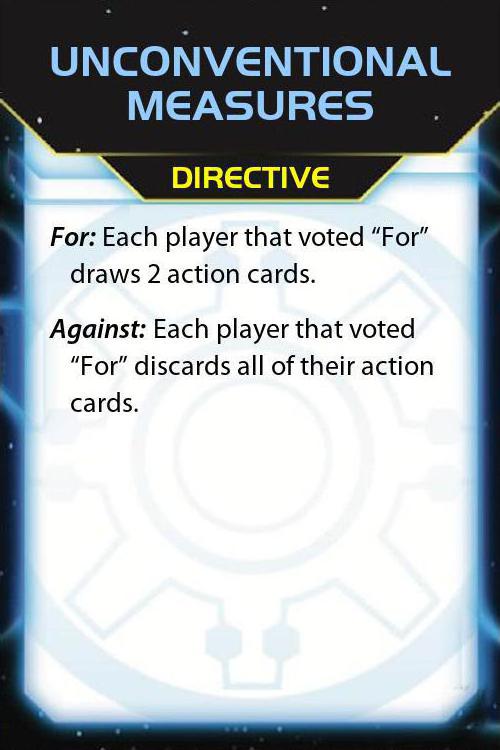 UNCONVENTIONAL
MEASURES
DIRECTIVE
For: Each player that voted “For”
draws 2 action cards.
Against: Each player that voted
“For” discards all of their action
cards.